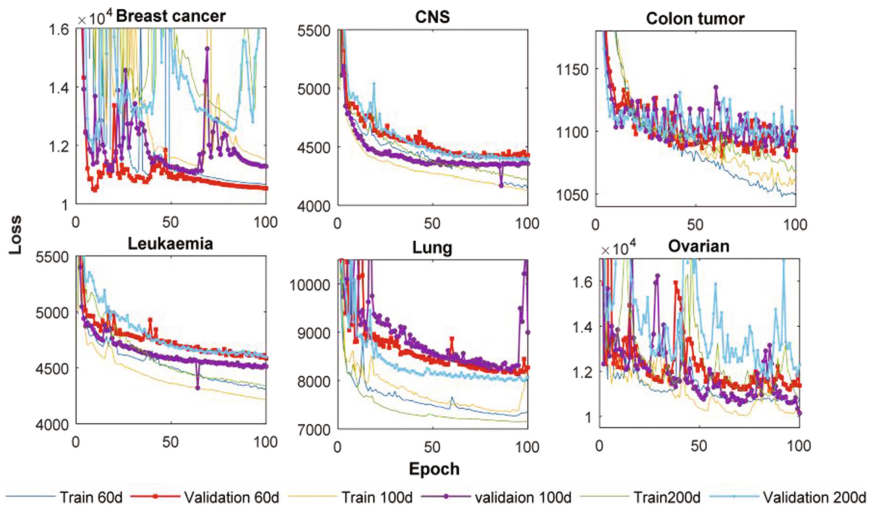 Breast cancer CNS Colon tumor
×10⁴
1.6
1.4
1.2
1
0 50 100
5500
5000
4500
4000
0 50 100
1150
1100
1050
0 50 100
Loss
Leukaemia Lung Ovarian
5500
5000
4500
4000
0 50 100
10000
9000
8000
7000
0 50 100
×10⁴
1.6
1.4
1.2
1
0 50 100
Epoch
Train 60d Validation 60d Train 100d validaion 100d Train200d Validation 200d